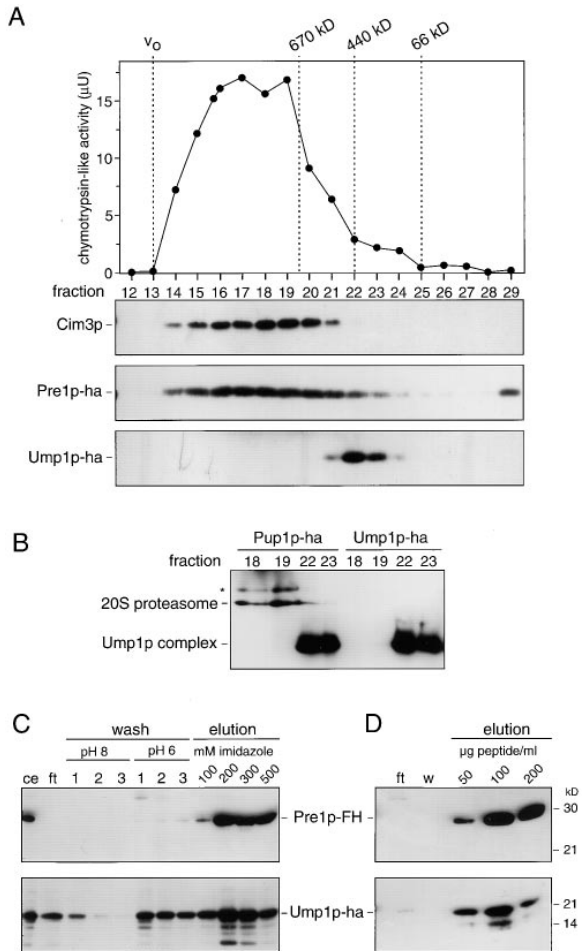 A
Vo
670 kD
440 kD
66 kD
chymotrypsin-like activity (µU)
15
10
5
0
fraction 12 13 14 15 16 17 18 19 20 21 22 23 24 25 26 27 28 29
Cim3p
Pre1p-ha
Ump1p-ha
B
Pup1p-ha Ump1p-ha
fraction 18 19 22 23 18 19 22 23
*
20S proteasome
Ump1p complex
C
wash elution
pH 8 pH 6 mM imidazole
ce ft 1 2 3 1 2 3 100 200 300 500
Pre1p-FH
Ump1p-ha
D
elution
µg peptide/ml
ft w 50 100 200
kD
30
21
21
14